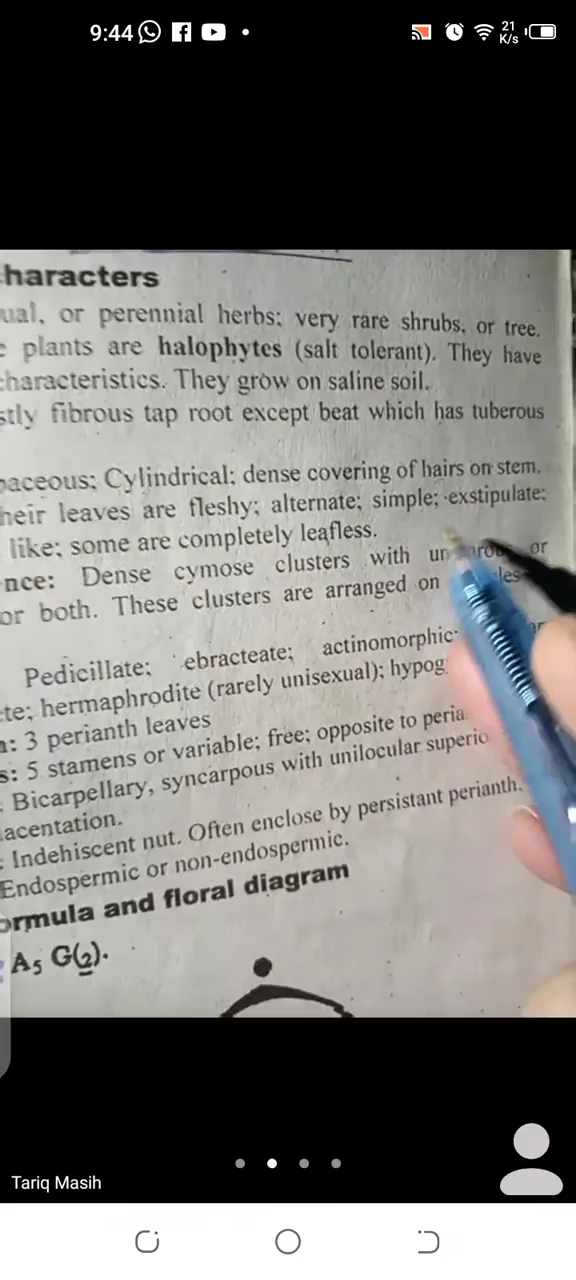 9:44
21
K/s
haracters
ual, or perennial herbs; very rare shrubs, or tree.
e plants are halophytes (salt tolerant). They have
characteristics. They grow on saline soil.
stly fibrous tap root except beat which has tuberous
baceous; Cylindrical; dense covering of hairs on stem.
heir leaves are fleshy; alternate; simple; exstipulate;
like; some are completely leafless.
nce: Dense cymose clusters with or
or both. These clusters are arranged on
Pedicillate; ebracteate; actinomorphic;
te; hermaphrodite (rarely unisexual); hypog
n: 3 perianth leaves
s: 5 stamens or variable; free; opposite to peria
: Bicarpellary, syncarpous with unilocular superio
lacentation.
: Indehiscent nut. Often enclose by persistant perianth.
Endospermic or non-endospermic.
ormula and floral diagram
A5 G(2).
Tariq Masih